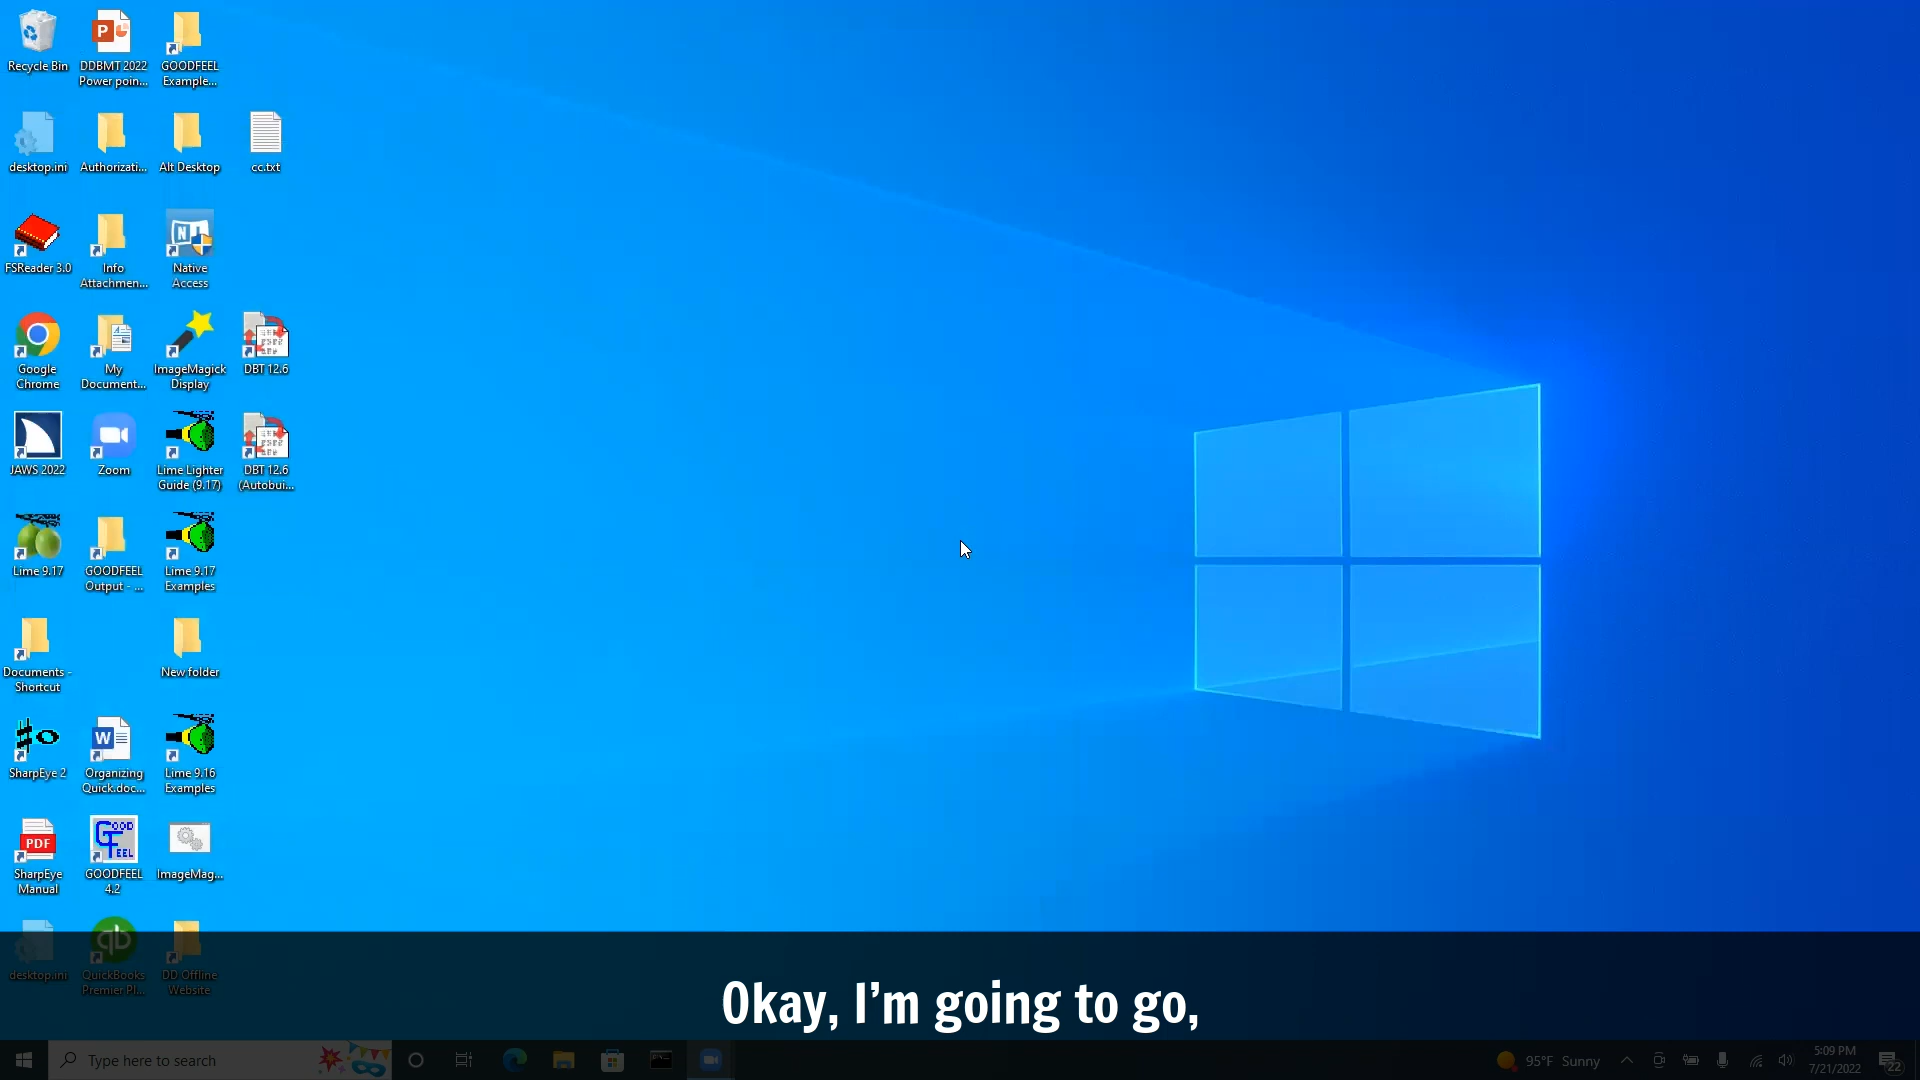 Recycle Bin
DDBMT 2022
Power poin...
GOODFEEL
Example...
desktop.ini
Authorizati...
Alt Desktop
cc.txt
FSReader 3.0
Info
Attachmen...
Native
Access
Google
Chrome
My
Document...
ImageMagick
Display
DBT 12.6
JAWS 2022
Zoom
Lime Lighter
Guide (9.17)
DBT 12.6
(Autobui...
Lime 9.17
GOODFEEL
Output - ...
Lime 9.17
Examples
Documents -
Shortcut
New folder
SharpEye 2
Organizing
Quick.doc...
Lime 9.16
Examples
PDF
SharpEye
Manual
GOOD
FEEL
GOODFEEL
4.2
ImageMag...
desktop.ini
QuickBooks
Premier Pl...
DD Offline
Website
Okay, I’m going to go,
Type here to search
95°F Sunny
5:09 PM
7/21/2022
22